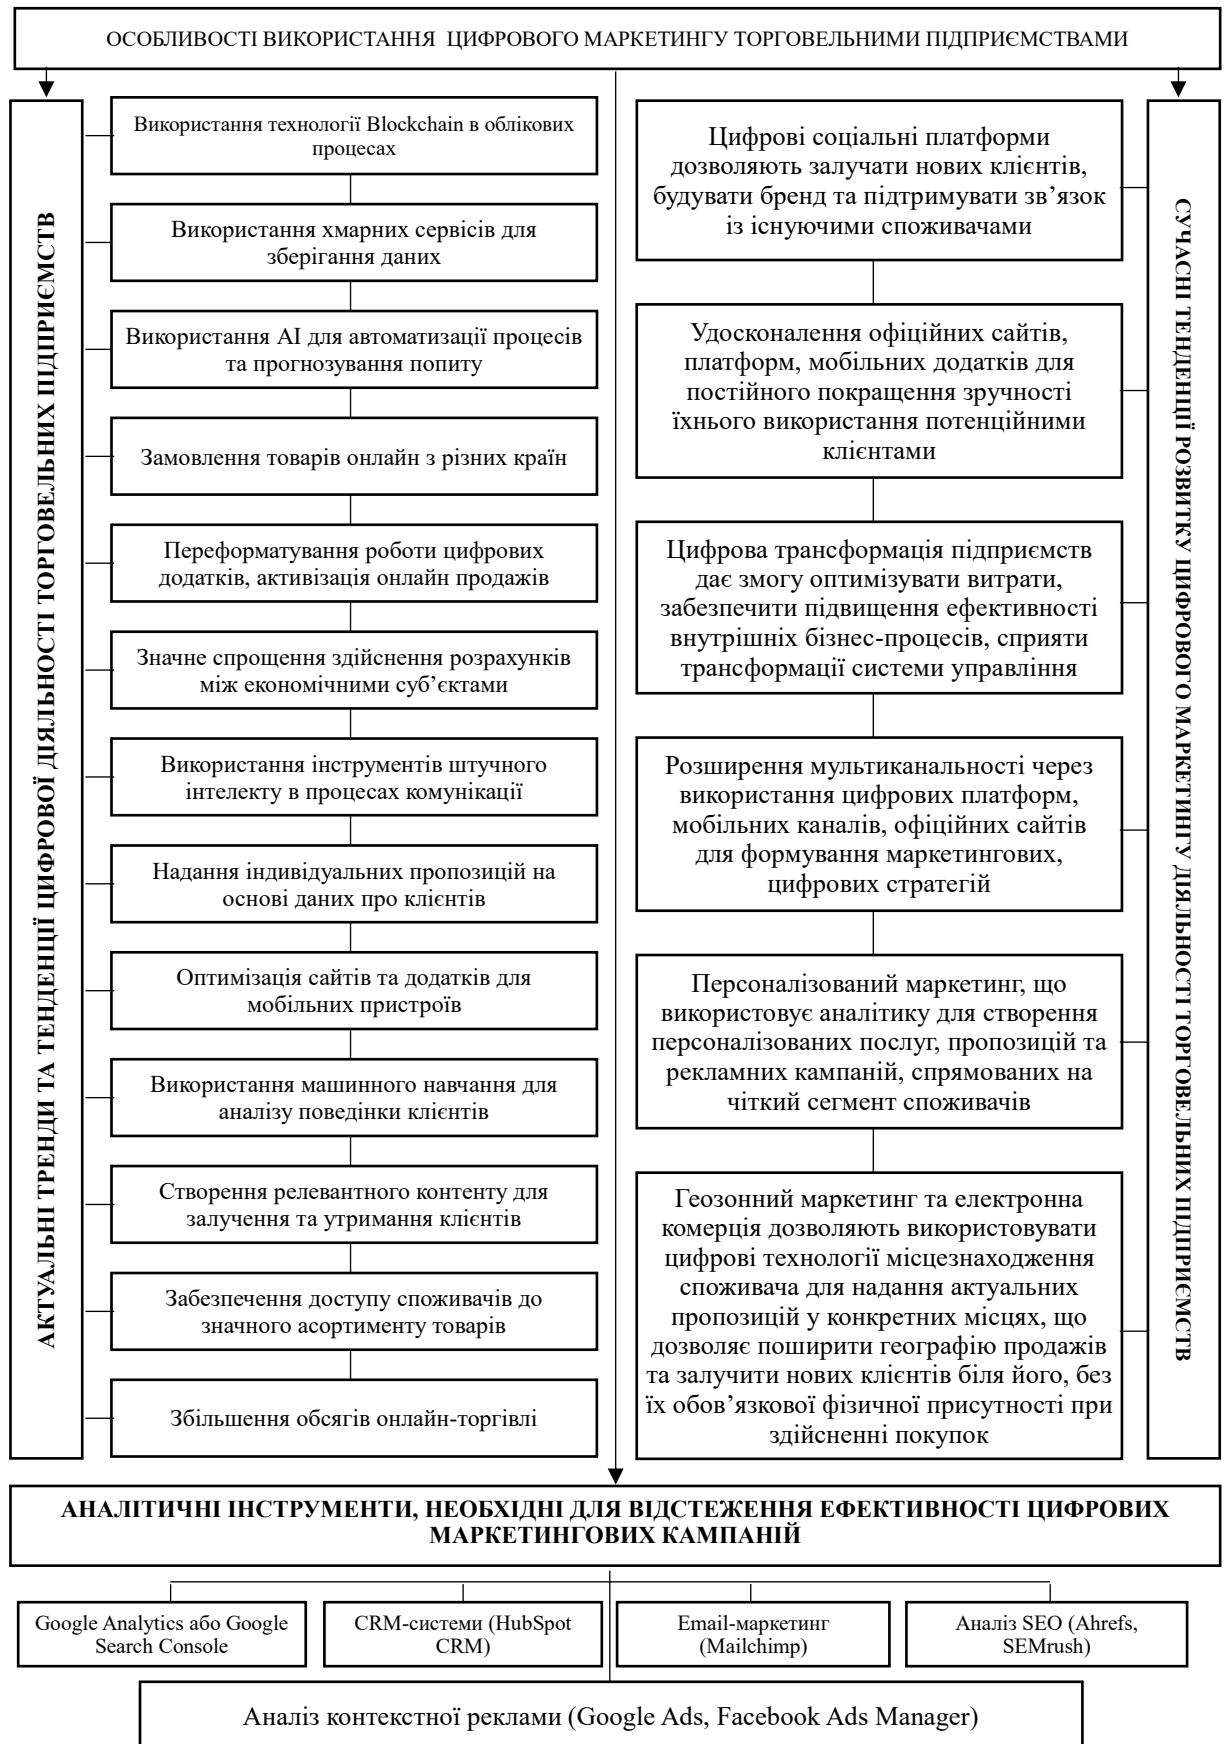 ОСОБЛИВОСТІ ВИКОРИСТАННЯ ЦИФРОВОГО МАРКЕТИНГУ ТОРГОВЕЛЬНИМИ ПІДПРИЄМСТВАМИ
АКТУАЛЬНІ ТРЕНДИ ТА ТЕНДЕНЦІЇ ЦИФРОВОЇ ДІЯЛЬНОСТІ ТОРГОВЕЛЬНИХ ПІДПРИЄМСТВ
Використання технології Blockchain в облікових
процесах
Використання хмарних сервісів для
зберігання даних
Використання AI для автоматизації процесів
та прогнозування попиту
Замовлення товарів онлайн з різних країн
Переформатування роботи цифрових
додатків, активізація онлайн продажів
Значне спрощення здійснення розрахунків
між економічними суб’єктами
Використання інструментів штучного
інтелекту в процесах комунікації
Надання індивідуальних пропозицій на
основі даних про клієнтів
Оптимізація сайтів та додатків для
мобільних пристроїв
Використання машинного навчання для
аналізу поведінки клієнтів
Створення релевантного контенту для
залучення та утримання клієнтів
Забезпечення доступу споживачів до
значного асортименту товарів
Збільшення обсягів онлайн-торгівлі
Цифрові соціальні платформи
дозволяють залучати нових клієнтів,
будувати бренд та підтримувати зв’язок
із існуючими споживачами
Удосконалення офіційних сайтів,
платформ, мобільних додатків для
постійного покращення зручності
їхнього використання потенційними
клієнтами
Цифрова трансформація підприємств
дає змогу оптимізувати витрати,
забезпечити підвищення ефективності
внутрішніх бізнес-процесів, сприяти
трансформації системи управління
Розширення мультиканальності через
використання цифрових платформ,
мобільних каналів, офіційних сайтів
для формування маркетингових,
цифрових стратегій
Персоналізований маркетинг, що
використовує аналітику для створення
персоналізованих послуг, пропозицій та
рекламних кампаній, спрямованих на
чіткий сегмент споживачів
Геозонний маркетинг та електронна
комерція дозволяють використовувати
цифрові технології місцезнаходження
споживача для надання актуальних
пропозицій у конкретних місцях, що
дозволяє поширити географію продажів
та залучити нових клієнтів біля його, без
їх обов’язкової фізичної присутності при
здійсненні покупок
СУЧАСНІ ТЕНДЕНЦІЇ РОЗВИТКУ ЦИФРОВОГО МАРКЕТИНГУ ДІЯЛЬНОСТІ ТОРГОВЕЛЬНИХ ПІДПРИЄМСТВ
АНАЛІТИЧНІ ІНСТРУМЕНТИ, НЕОБХІДНІ ДЛЯ ВІДСТЕЖЕННЯ ЕФЕКТИВНОСТІ ЦИФРОВИХ
МАРКЕТИНГОВИХ КАМПАНІЙ
Google Analytics або Google
Search Console
CRM-системи (HubSpot
CRM)
Email-маркетинг
(Mailchimp)
Аналіз SEO (Ahrefs,
SEMrush)
Аналіз контекстної реклами (Google Ads, Facebook Ads Manager)